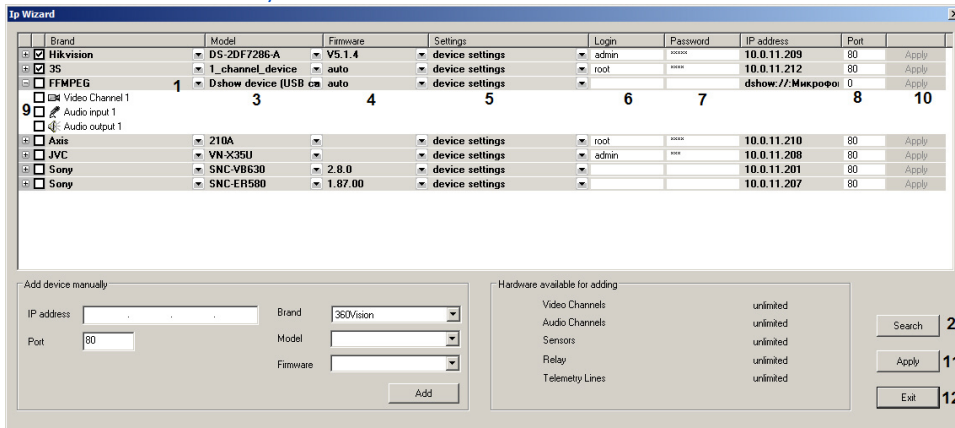 Ip Wizard
Brand Model Firmware Settings Login Password IP address Port
Hikvision DS-2DF7286-A V5.1.4 device settings admin ***** 10.0.11.209 80 Apply
3S 1_channel_device auto device settings root **** 10.0.11.212 80 Apply
FFMPEG 1 Dshow device (USB ca auto device settings dshow://:Микрофо 0 Apply
Video Channel 1 3 4 5 6 7 8 10
9 Audio input 1
Audio output 1
Axis 210A device settings root **** 10.0.11.210 80 Apply
JVC VN-X35U device settings admin *** 10.0.11.208 80 Apply
Sony SNC-VB630 2.8.0 device settings 10.0.11.201 80 Apply
Sony SNC-ER580 1.87.00 device settings 10.0.11.207 80 Apply
Add device manually
IP address . . .
Port 80
Brand 360Vision
Model
Firmware
Add
Hardware available for adding
Video Channels unlimited
Audio Channels unlimited
Sensors unlimited
Relay unlimited
Telemetry Lines unlimited
Search 2
Apply 11
Exit 12